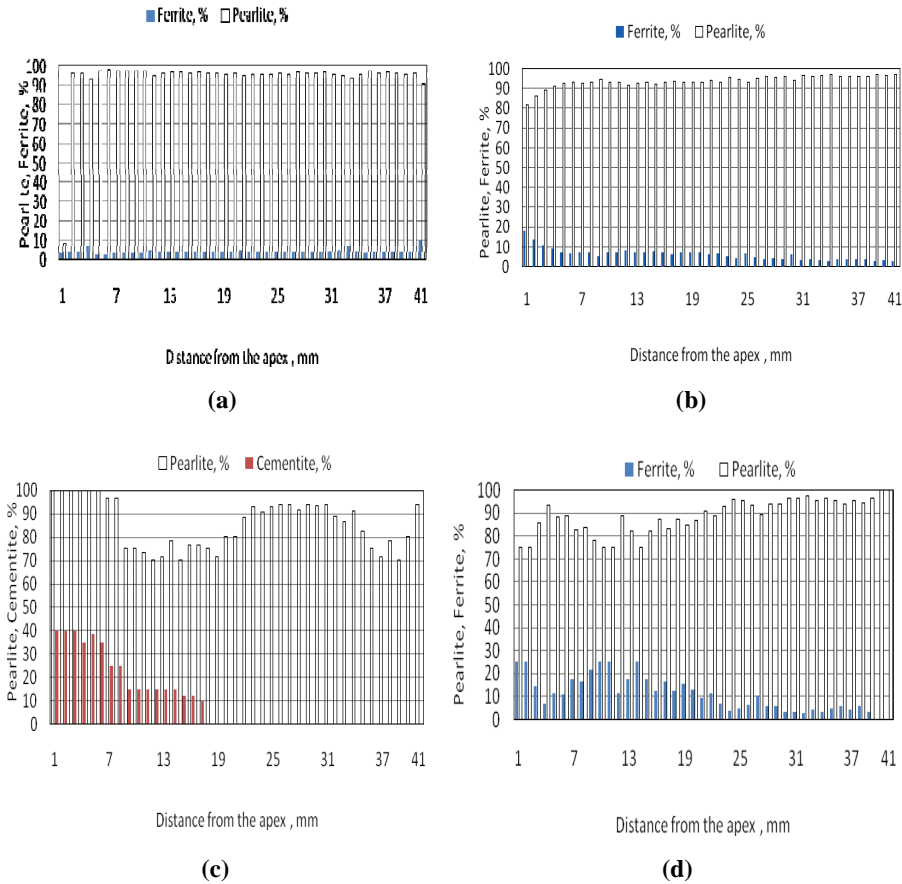 Ferrite, % Pearlite, %
Pearlite, Ferrite, %
100
90
80
70
60
50
40
30
20
10
0
1 7 13 19 25 31 37 41
D stance from the apex , mm
(a)
Ferrite, % Pearlite, %
Pearlite, Ferrite, %
100
90
80
70
60
50
40
30
20
10
0
1 7 13 19 25 31 37 41
Distance from the apex , mm
(b)
Pearlite, % Cementite, %
Pearlite, Cementite, %
100
90
80
70
60
50
40
30
20
10
0
1 7 13 19 25 31 37 41
Distance from the apex , mm
(c)
Ferrite, % Pearlite, %
Pearlite, Ferrite, %
100
90
80
70
60
50
40
30
20
10
0
1 7 13 19 25 31 37 41
Distance from the apex , mm
(d)